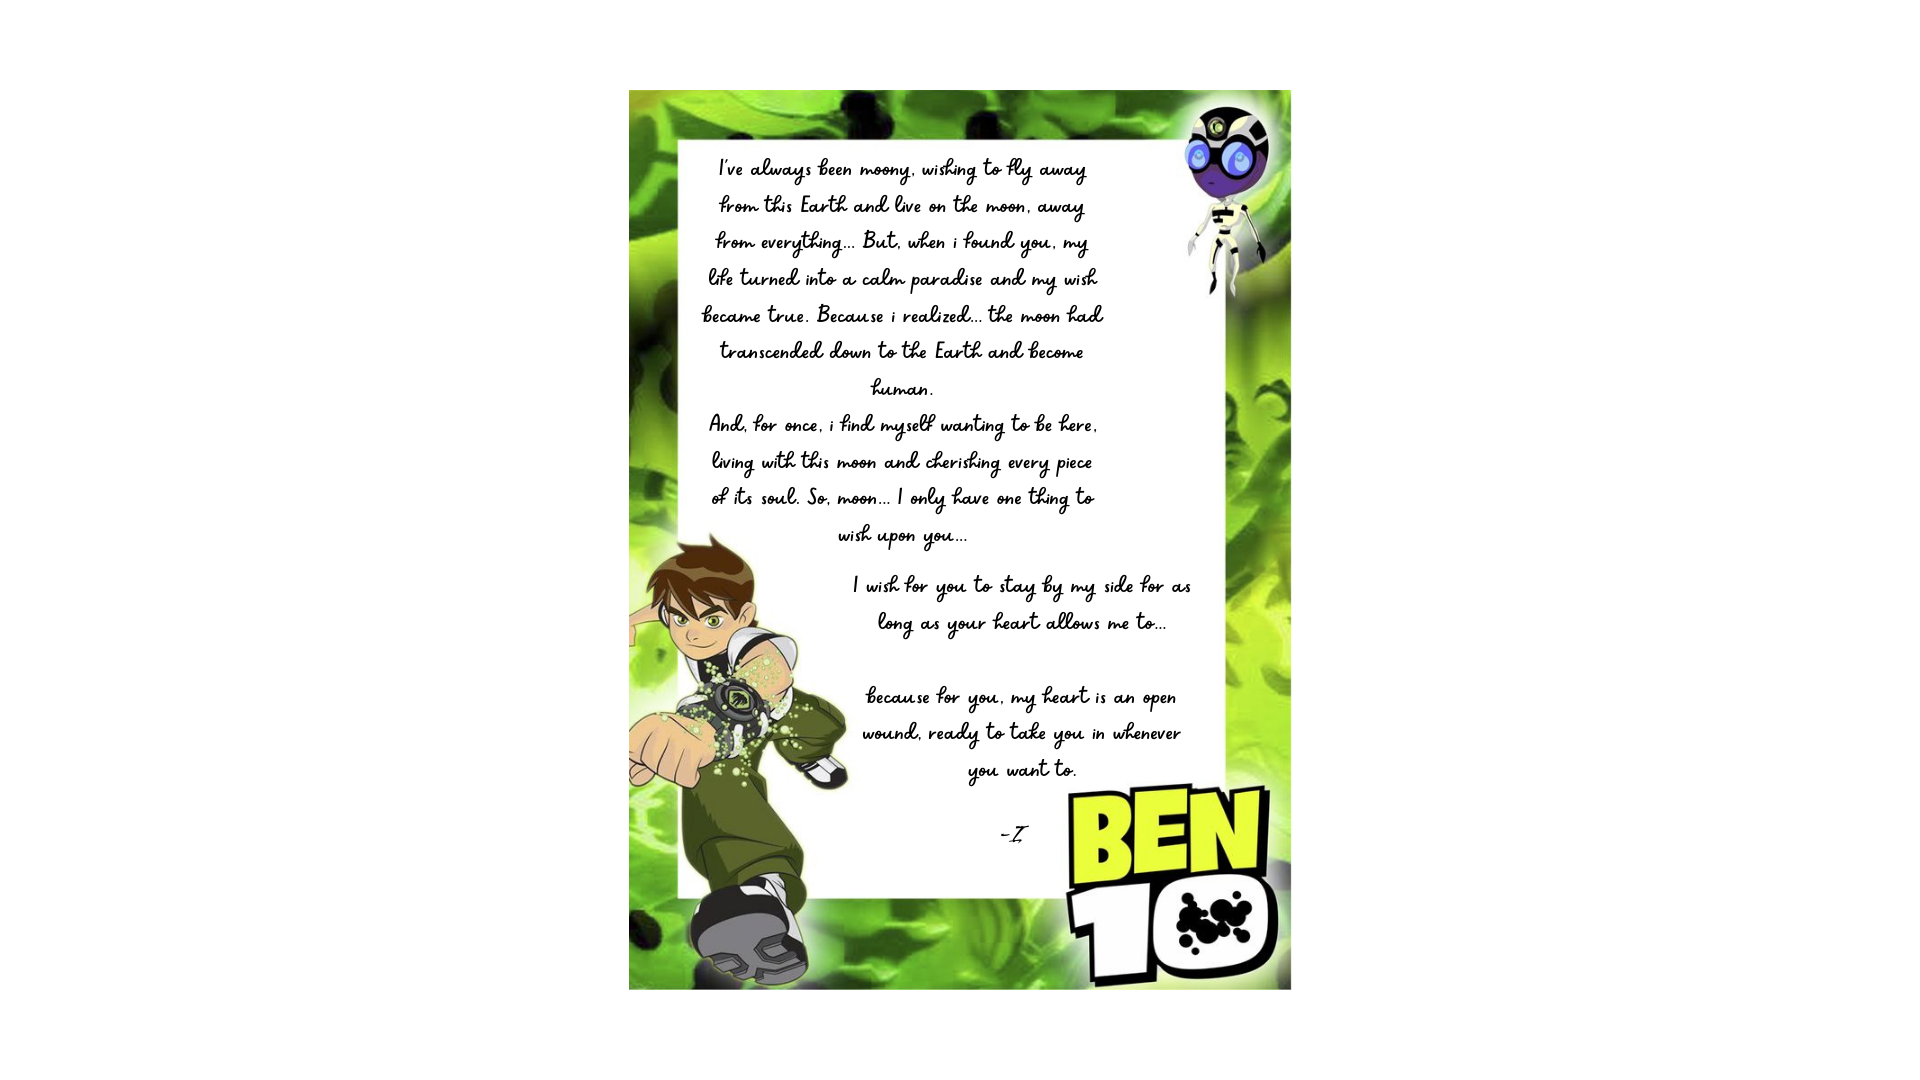 I've always been moony, wishing to fly away
from this Earth and live on the moon, away
from everything... But, when i found you, my
life turned into a calm paradise and my wish
became true. Because i realized... the moon had
transcended down to the Earth and become
human.
And, for once, i find myself wanting to be here,
living with this moon and cherishing every piece
of its soul. So, moon... I only have one thing to
wish upon you...
I wish for you to stay by my side for as
long as your heart allows me to...
because for you, my heart is an open
wound, ready to take you in whenever
you want to.
-I
BEN
10